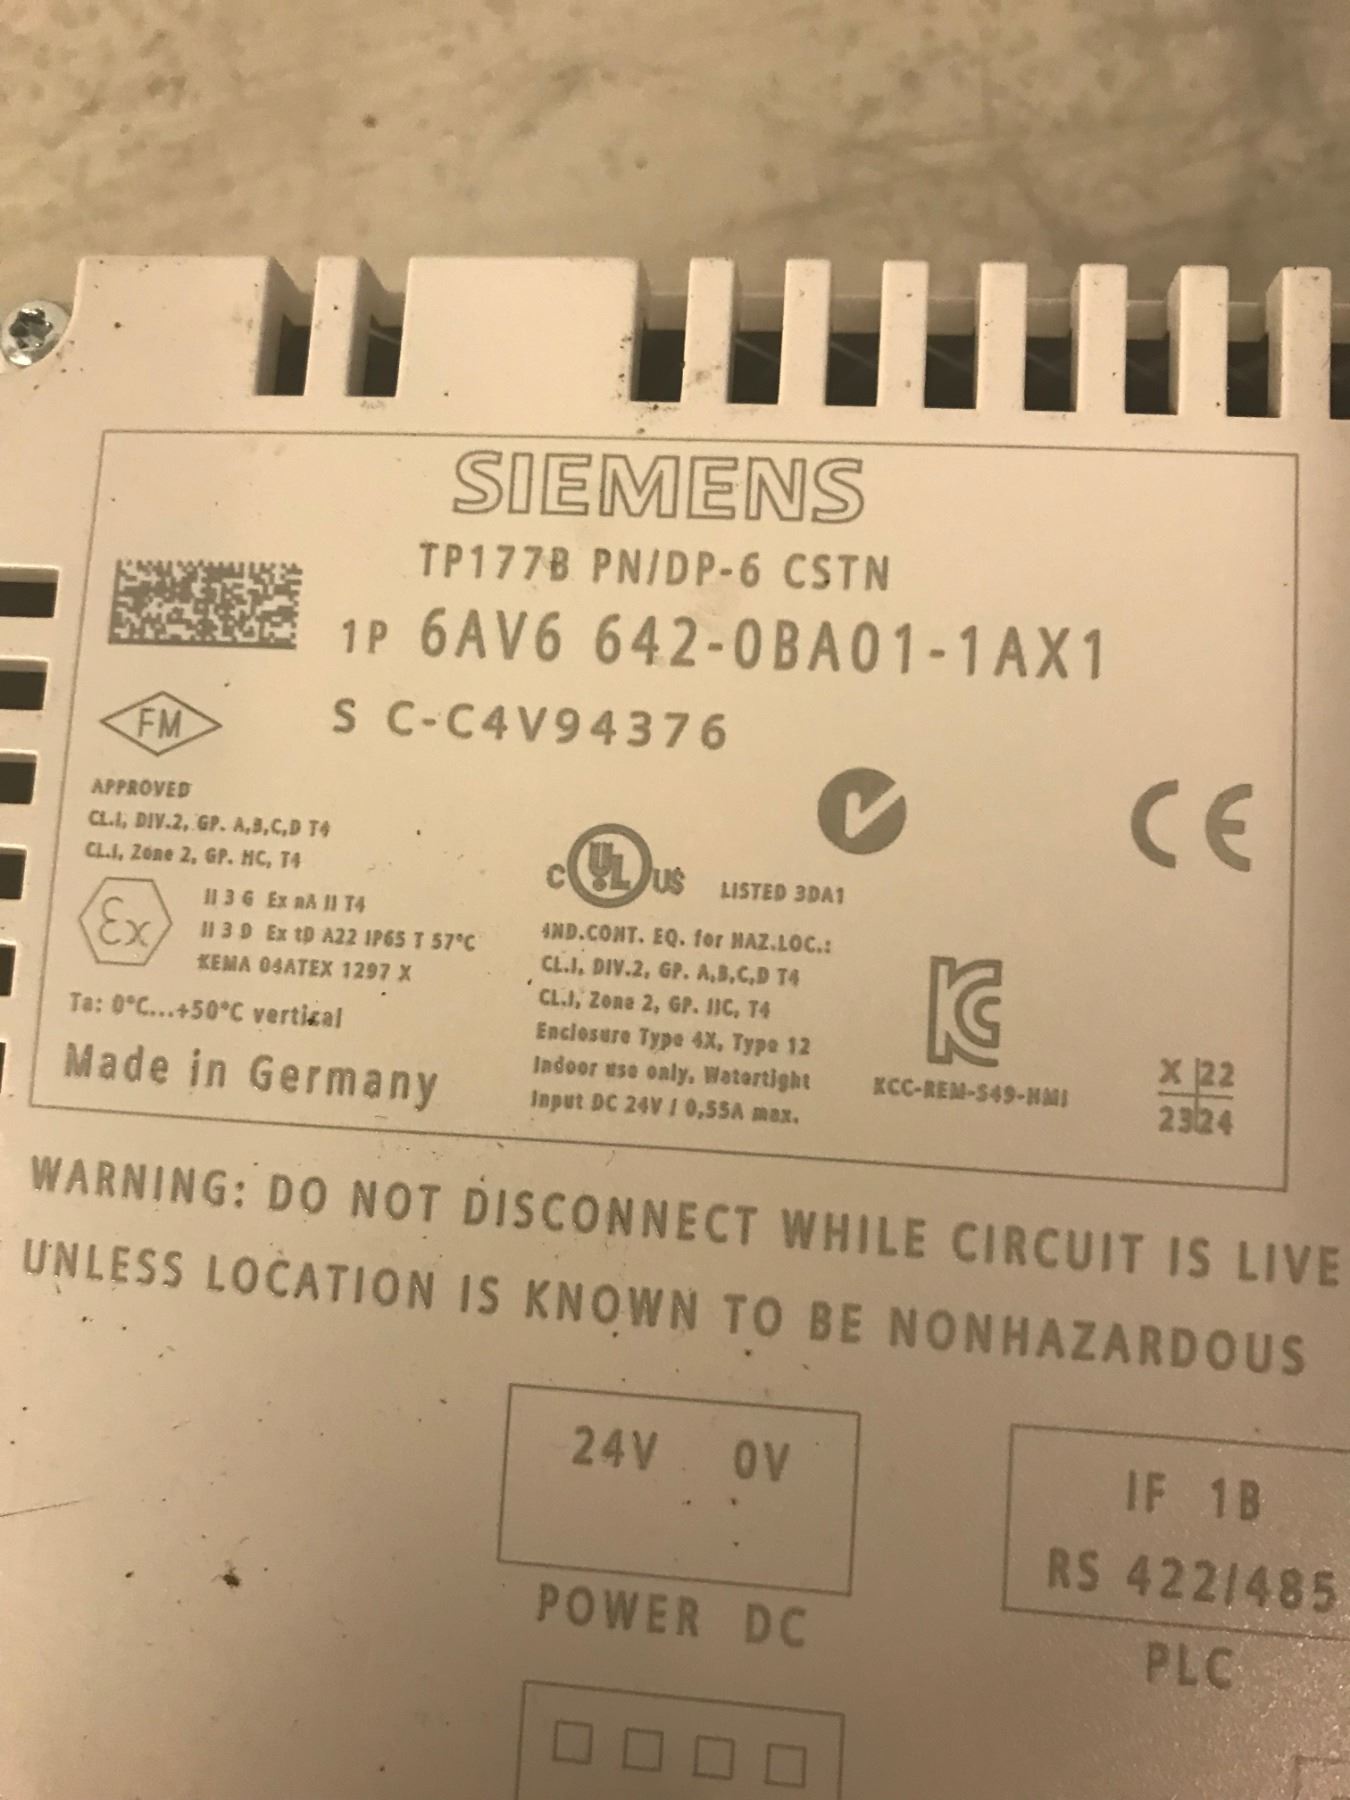 SIEMENS
TP177B PN/DP-6 CSTN
1P 6AV6 642-0BA01-1AX1
FM
S C-C4V94376
APPROVED
CL.I, DIV.2, GP. A,B,C,D T4
CL.I, Zone 2, GP. IIC, T4
Ex
II 3 G Ex nA II T4
II 3 D Ex tD A22 IP65 T 57°C
KEMA 04ATEX 1297 X
Ta: 0°C...+50°C vertical
Made in Germany
C UL US LISTED 3DA1
IND.CONT. EQ. for HAZ.LOC.:
CL.I, DIV.2, GP. A,B,C,D T4
CL.I, Zone 2, GP. IIC, T4
Enclosure Type 4X, Type 12
Indoor use only, Watertight
Input DC 24V / 0,55A max.
CE
KC
KCC-REM-S49-HMI
X 22
23 24
WARNING: DO NOT DISCONNECT WHILE CIRCUIT IS LIVE
UNLESS LOCATION IS KNOWN TO BE NONHAZARDOUS
24V 0V
POWER DC
IF 1B
RS 422/485
PLC